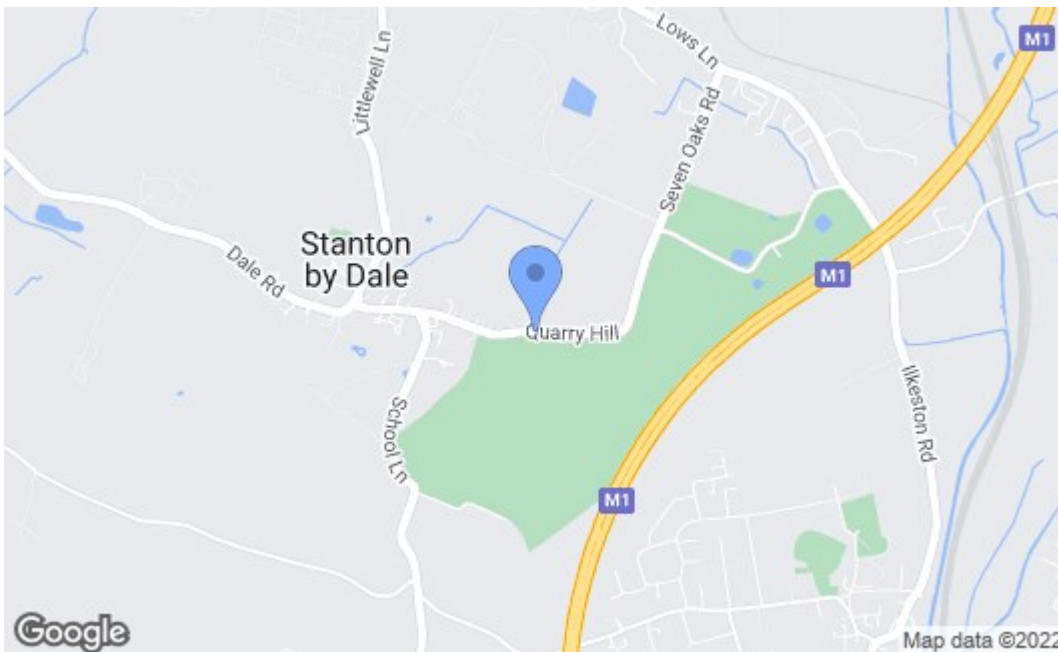 M1
Lows Ln
Littlewell Ln
Seven Oaks Rd
Stanton
by Dale
M1
Dale Rd
Quarry Hill
Ilkeston Rd
School Ln
M1
Google
Map data ©2022